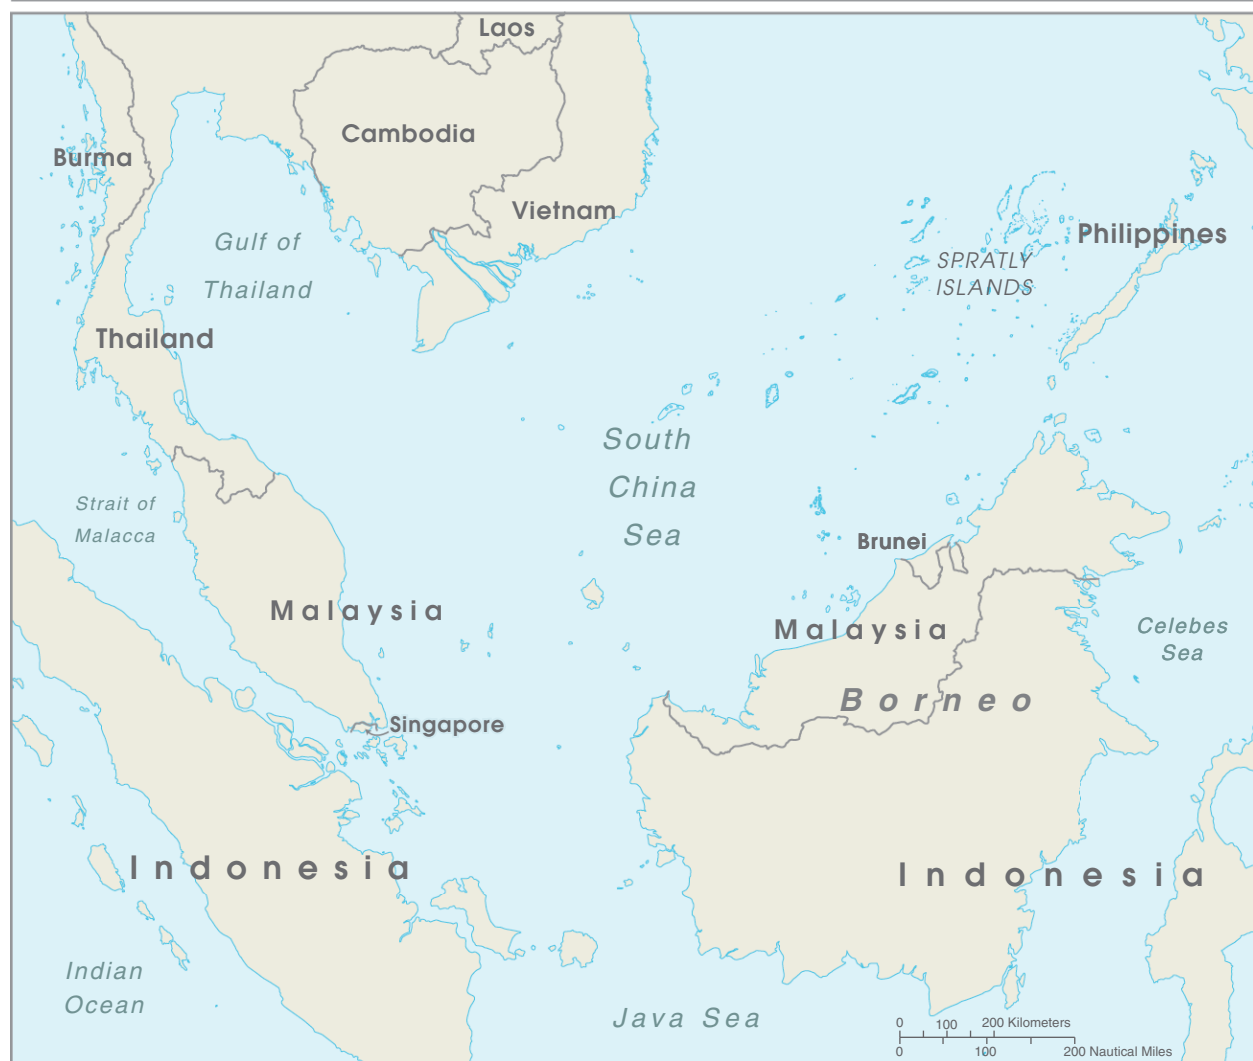 Laos
Cambodia
Burma
Vietnam
Gulf of
Thailand
Philippines
SPRATLY
ISLANDS
Thailand
South
China
Sea
Strait of
Malacca
Brunei
Malaysia
Malaysia
Celebes
Sea
Borneo
Singapore
Indonesia
Indonesia
Indian
Ocean
Java Sea
0 100 200 Kilometers
0 100 200 Nautical Miles